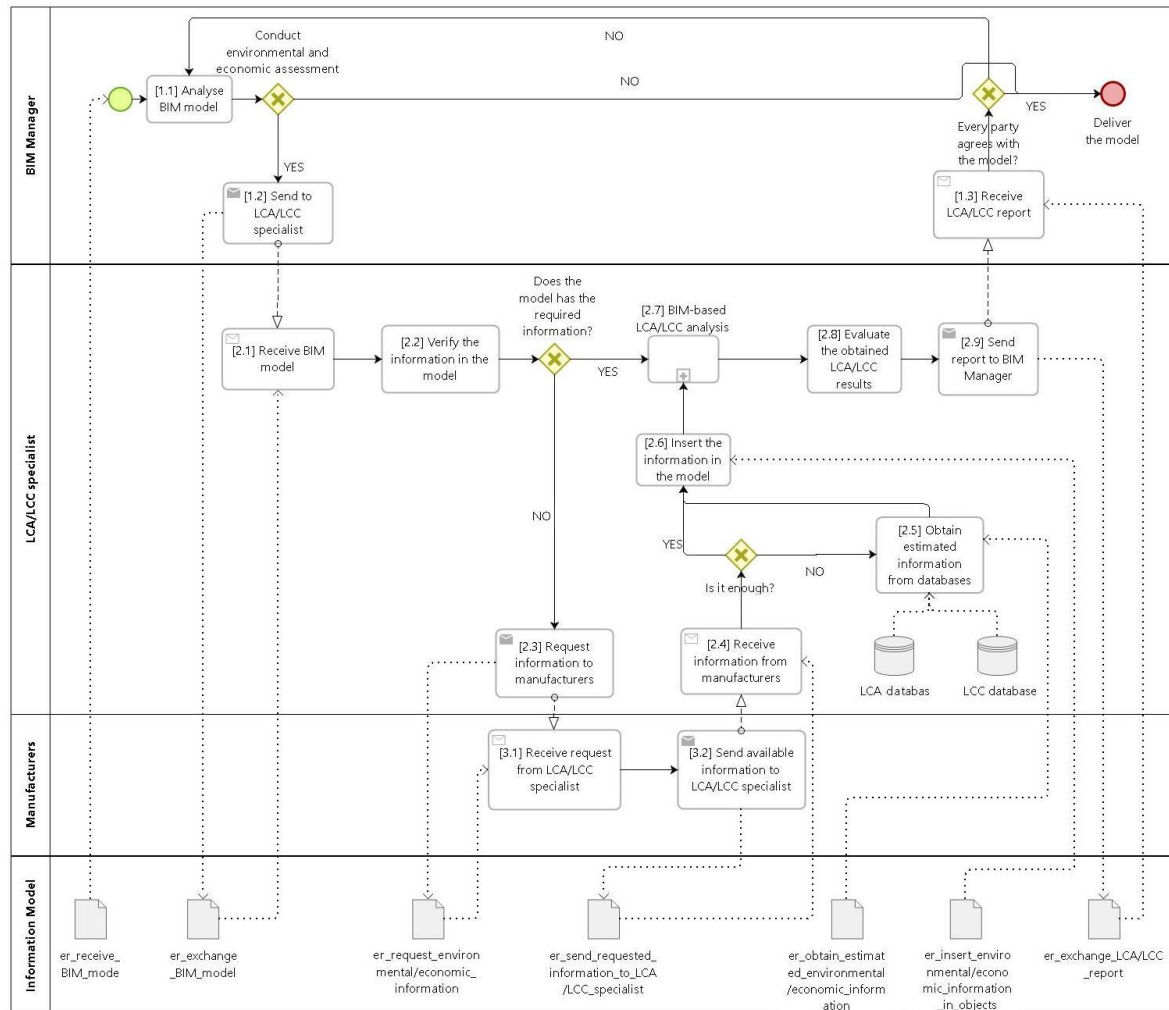 BIM Manager
Conduct
environmental and
economic assessment
NO
[1.1] Analyse
BIM model
NO
YES
Every party
agrees with
the model?
Deliver
the model
YES
[1.2] Send to
LCA/LCC
specialist
[1.3] Receive
LCA/LCC report
LCA/LCC specialist
Does the
model has the
required
information?
[2.7] BIM-based
LCA/LCC analysis
[2.1] Receive BIM
model
[2.2] Verify the
information in the
model
YES
[2.8] Evaluate
the obtained
LCA/LCC
results
[2.9] Send
report to BIM
Manager
[2.6] Insert the
information in
the model
NO
YES
NO
Is it enough?
[2.5] Obtain
estimated
information
from databases
[2.3] Request
information to
manufacturers
[2.4] Receive
information from
manufacturers
LCA databas
LCC database
Manufacturers
[3.1] Receive request
from LCA/LCC
specialist
[3.2] Send available
information to
LCA/LCC specialist
Information Model
er_receive_
BIM_mode
er_exchange
_BIM_model
er_request_environ
mental/economic_
information
er_send_requested_
information_to_LCA
/LCC_specialist
er_obtain_estimat
ed_environmental
/economic_inform
ation
er_insert_enviro
nmental/econo
mic_information
_in_objects
er_exchange_LCA/LCC
_report